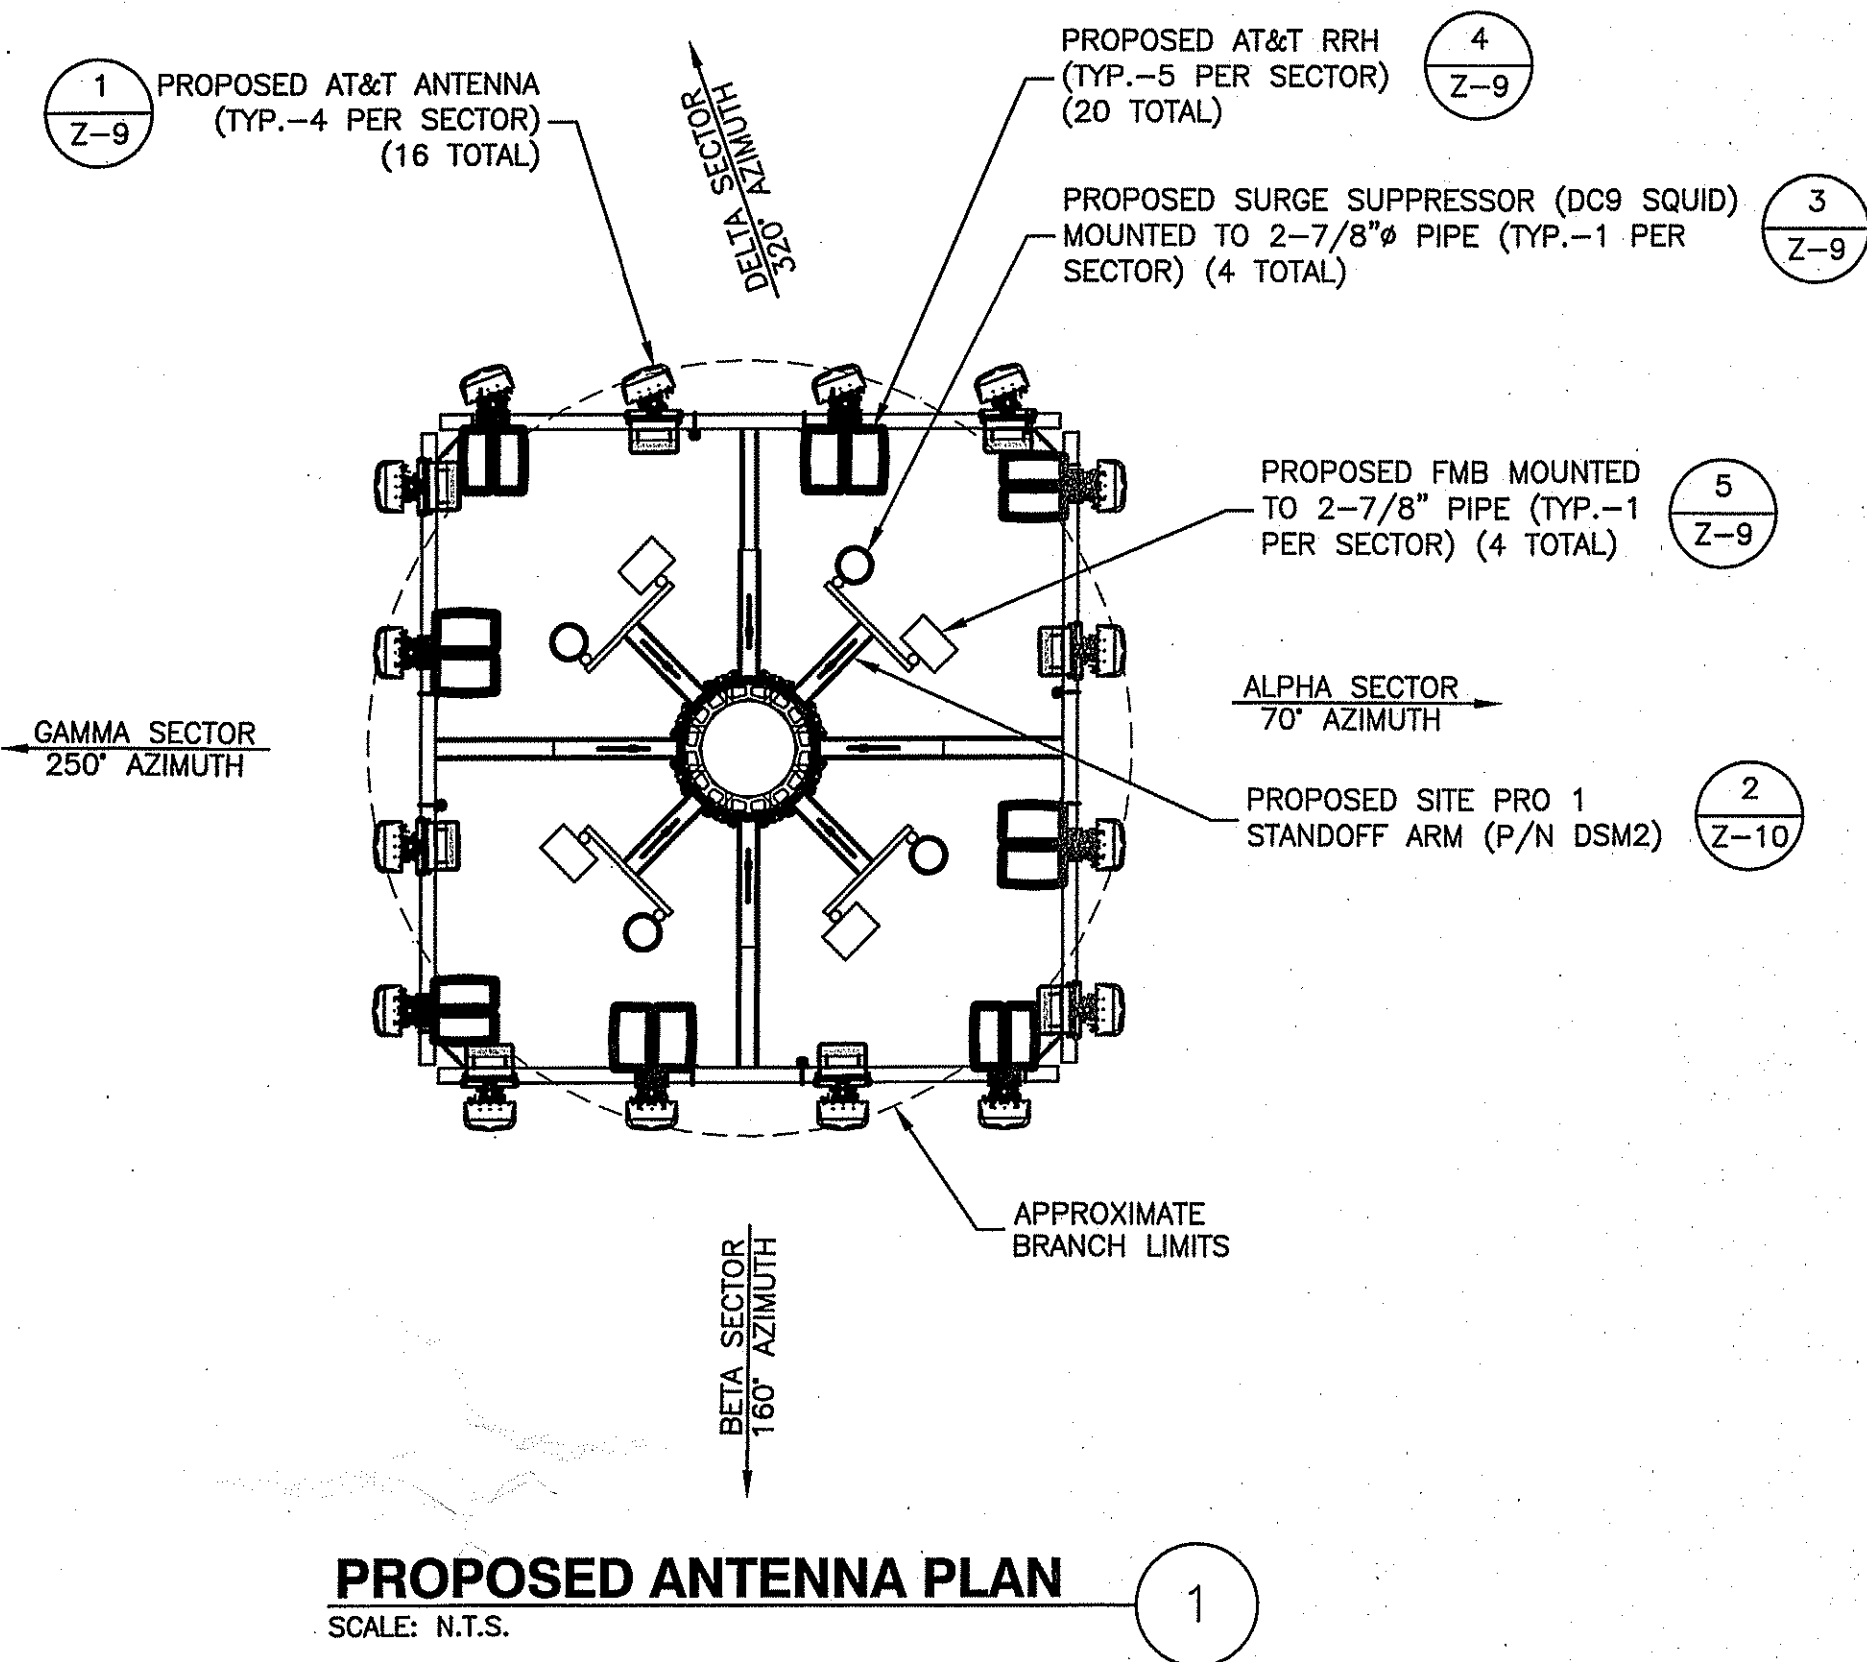 1
Z-9
PROPOSED AT&T ANTENNA
(TYP.-4 PER SECTOR)
(16 TOTAL)
DELTA SECTOR
320° AZIMUTH
PROPOSED AT&T RRH
(TYP.-5 PER SECTOR)
(20 TOTAL)
4
Z-9
PROPOSED SURGE SUPPRESSOR (DC9 SQUID)
MOUNTED TO 2-7/8"ø PIPE (TYP.-1 PER
SECTOR) (4 TOTAL)
3
Z-9
PROPOSED FMB MOUNTED
TO 2-7/8" PIPE (TYP.-1
PER SECTOR) (4 TOTAL)
5
Z-9
ALPHA SECTOR
70° AZIMUTH
GAMMA SECTOR
250° AZIMUTH
PROPOSED SITE PRO 1
STANDOFF ARM (P/N DSM2)
2
Z-10
APPROXIMATE
BRANCH LIMITS
BETA SECTOR
160° AZIMUTH
PROPOSED ANTENNA PLAN
SCALE: N.T.S.
1